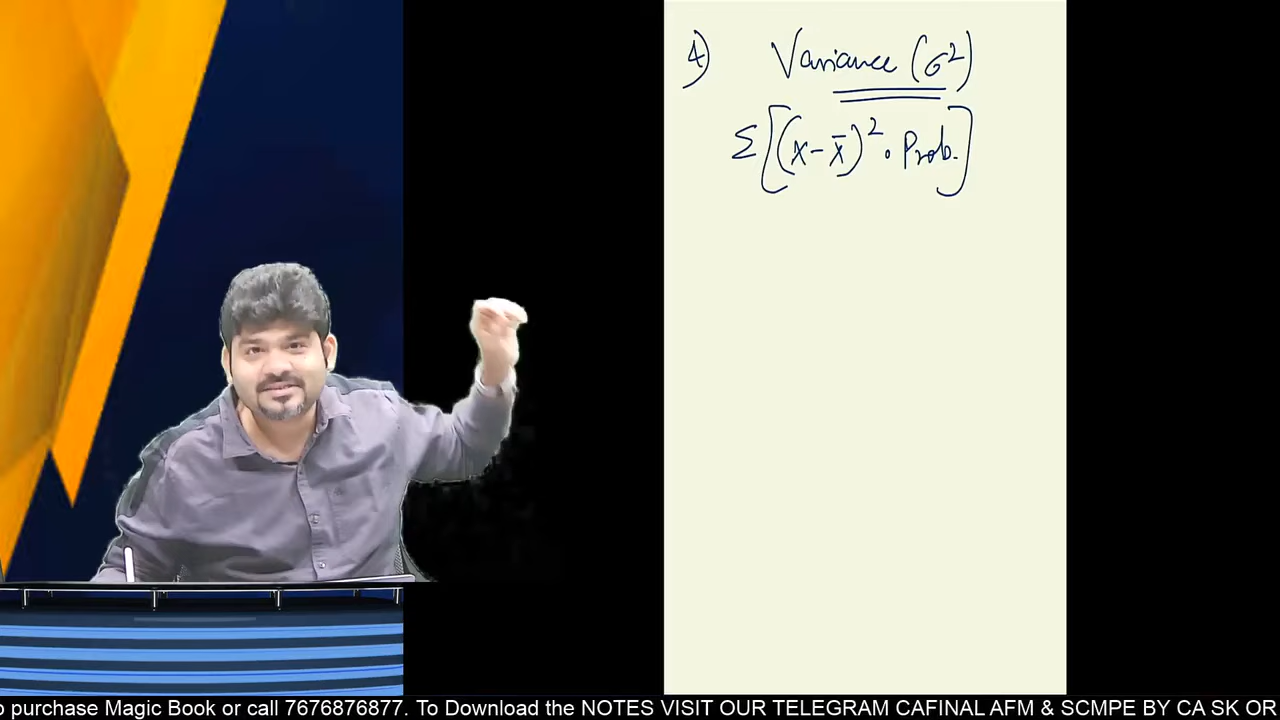 4) Variance (σ²)
Σ[(x-x̄)². Prob.]
o purchase Magic Book or call 7676876877. To Download the NOTES VISIT OUR TELEGRAM CAFINAL AFM & SCMPE BY CA SK OR